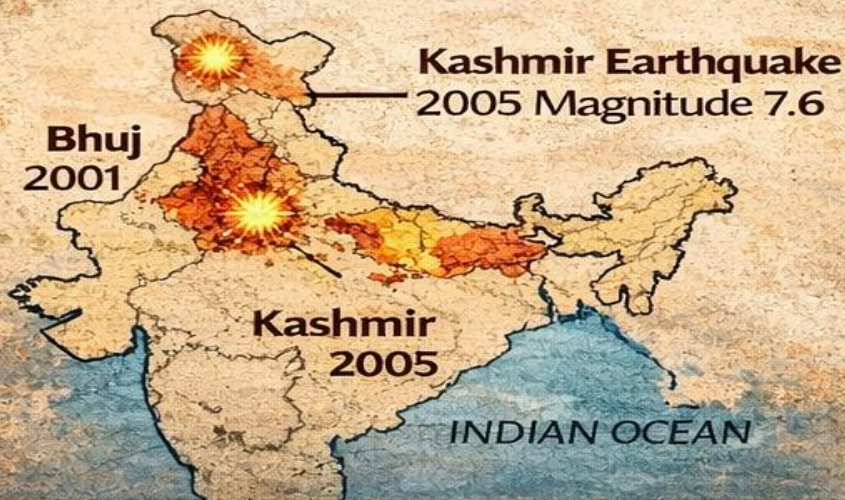 Kashmir Earthquake
2005 Magnitude 7.6
Bhuj
2001
Kashmir
2005
INDIAN OCEAN